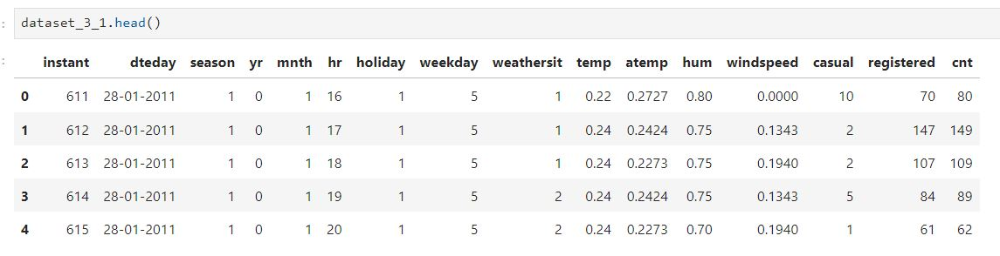 : dataset_3_1.head()
: instant dteday season yr mnth hr holiday weekday weathersit temp atemp hum windspeed casual registered cnt
0 611 28-01-2011 1 0 1 16 1 5 1 0.22 0.2727 0.80 0.0000 10 70 80
1 612 28-01-2011 1 0 1 17 1 5 1 0.24 0.2424 0.75 0.1343 2 147 149
2 613 28-01-2011 1 0 1 18 1 5 1 0.24 0.2273 0.75 0.1940 2 107 109
3 614 28-01-2011 1 0 1 19 1 5 2 0.24 0.2424 0.75 0.1343 5 84 89
4 615 28-01-2011 1 0 1 20 1 5 2 0.24 0.2273 0.70 0.1940 1 61 62